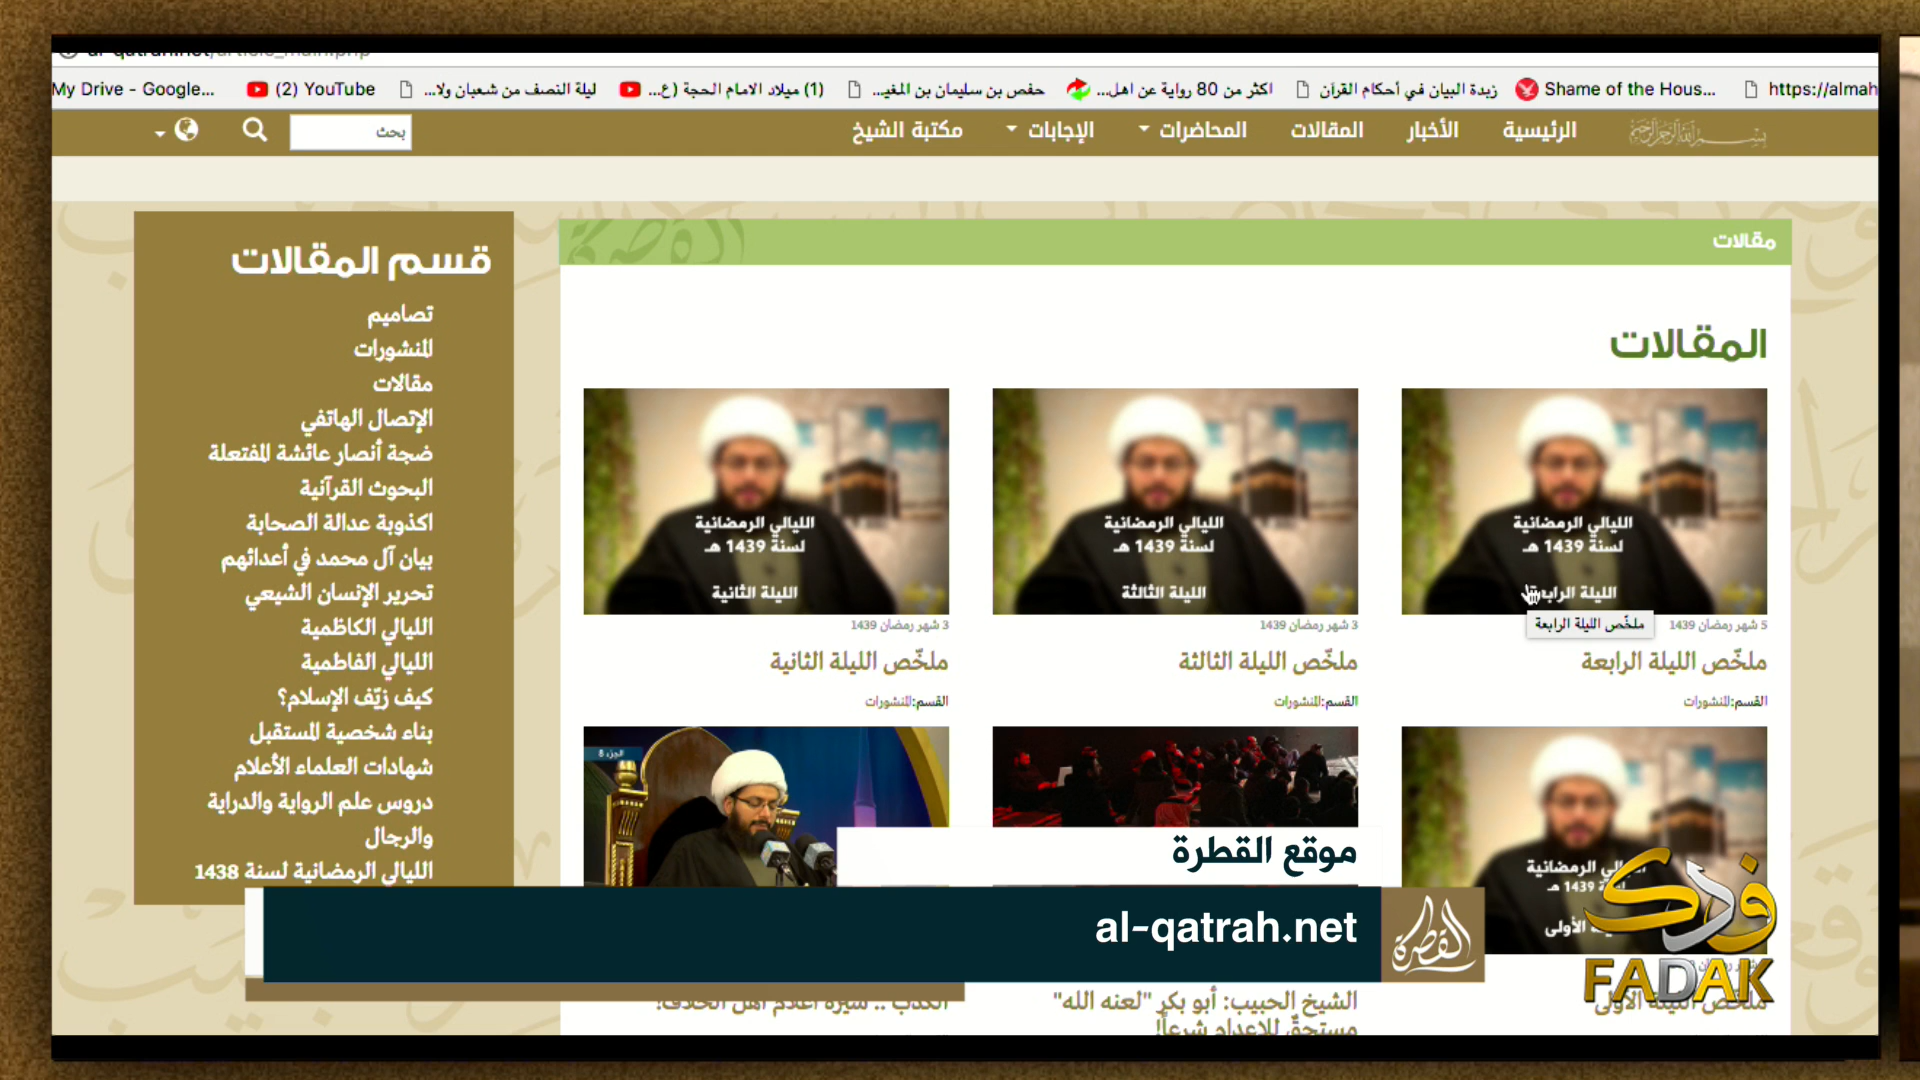 My Drive - Google...
(2) YouTube
ليلة النصف من شعبان ولا...
(1) ميلاد الامام الحجة (ع...
حفص بن سليمان بن المغير...
اكثر من 80 رواية عن اهل...
زبدة البيان في أحكام القرآن
Shame of the Hous...
https://almah
الرئيسية
الأخبار
المقالات
المحاضرات
الإجابات
مكتبة الشيخ
بحث
مقالات
المقالات
قسم المقالات
تصاميم
المنشورات
مقالات
الإتصال الهاتفي
ضجة أنصار عائشة المفتعلة
البحوث القرآنية
اكذوبة عدالة الصحابة
بيان آل محمد في أعدائهم
تحرير الإنسان الشيعي
الليالي الكاظمية
الليالي الفاطمية
كيف زيّف الإسلام؟
بناء شخصية المستقبل
شهادات العلماء الأعلام
دروس علم الرواية والدراية
والرجال
الليالي الرمضانية لسنة 1438
الليالي الرمضانية
لسنة 1439 هـ
الليلة الرابعة
5 شهر رمضان 1439
ملخّص الليلة الرابعة
ملخّص الليلة الرابعة
القسم:المنشورات
الليالي الرمضانية
لسنة 1439 هـ
الليلة الثالثة
3 شهر رمضان 1439
ملخّص الليلة الثالثة
القسم:المنشورات
الليالي الرمضانية
لسنة 1439 هـ
الليلة الثانية
3 شهر رمضان 1439
ملخّص الليلة الثانية
القسم:المنشورات
الجزء 8
موقع القطرة
al-qatrah.net
القطرة
فدك
FADAK
الشيخ الحبيب: أبو بكر "لعنه الله"
مستحقٌ للإعدام شرعاً!